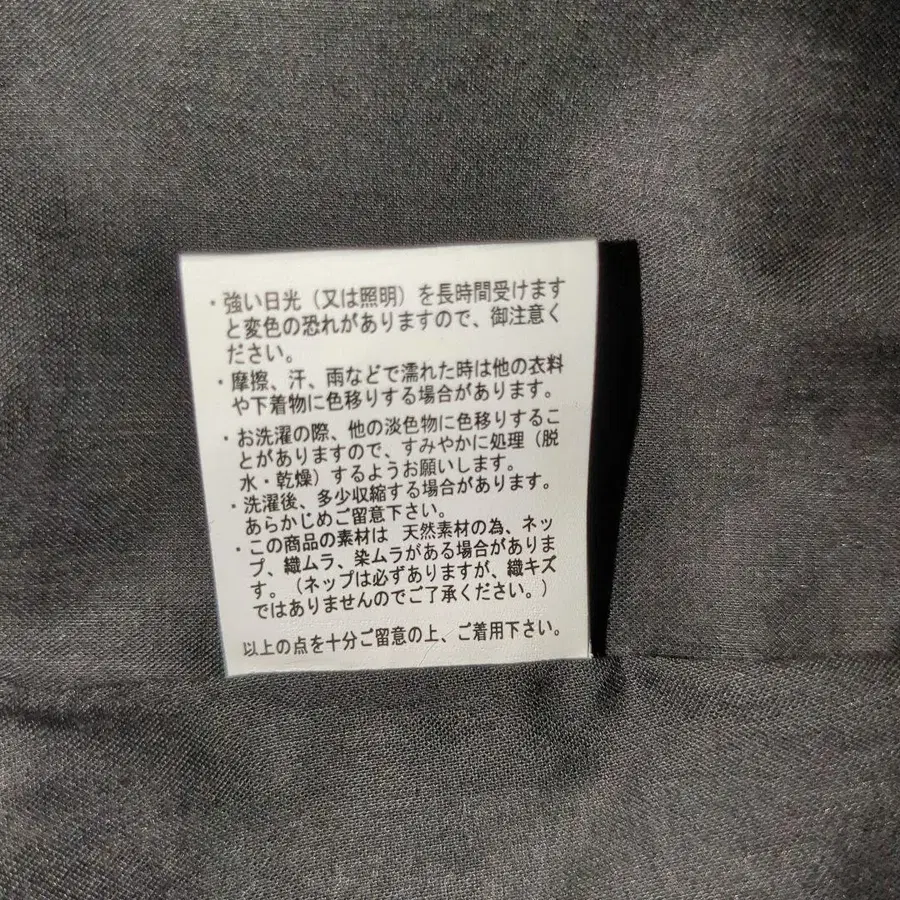 ・強い日光（又は照明）を長時間受けます
と変色の恐れがありますので、御注意く
ださい。
・摩擦、汗、雨などで濡れた時は他の衣料
や下着物に色移りする場合があります。
・お洗濯の際、他の淡色物に色移りするこ
とがありますので、すみやかに処理（脱
水・乾燥）するようお願いします。
・洗濯後、多少収縮する場合があります。
あらかじめご留意下さい。
・この商品の素材は 天然素材の為、ネッ
プ、織ムラ、染ムラがある場合がありま
す。（ネップは必ずありますが、織キズ
ではありませんのでご了承ください。）
以上の点を十分ご留意の上、ご着用下さい。